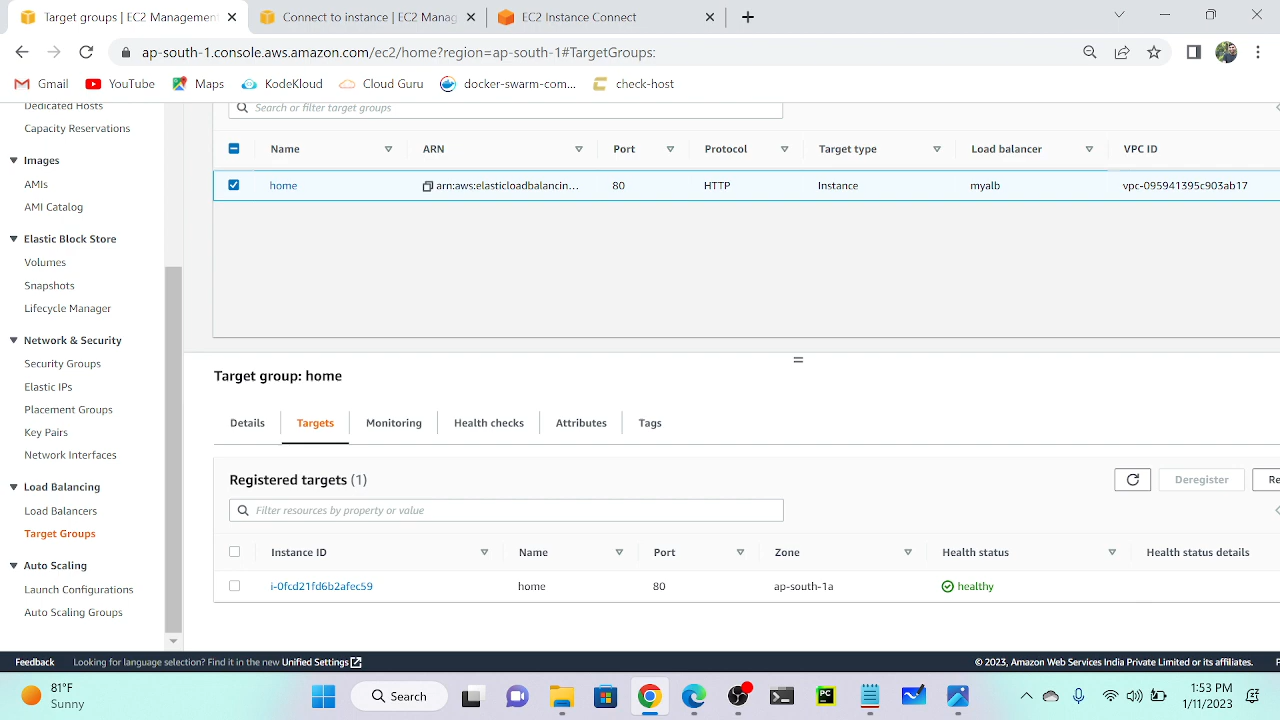 Target groups | EC2 Management
Connect to instance | EC2 Manag
EC2 Instance Connect
ap-south-1.console.aws.amazon.com/ec2/home?region=ap-south-1#TargetGroups:
Gmail YouTube Maps KodeKloud Cloud Guru docker-swarm-com... check-host
Dedicated Hosts
Capacity Reservations
Images
AMIs
AMI Catalog
Elastic Block Store
Volumes
Snapshots
Lifecycle Manager
Network & Security
Security Groups
Elastic IPs
Placement Groups
Key Pairs
Network Interfaces
Load Balancing
Load Balancers
Target Groups
Auto Scaling
Launch Configurations
Auto Scaling Groups
Search or filter target groups
Name ARN Port Protocol Target type Load balancer VPC ID
home arn:aws:elasticloadbalancin... 80 HTTP Instance myalb vpc-095941395c903ab17
Target group: home
Details Targets Monitoring Health checks Attributes Tags
Registered targets (1)
Deregister Re
Filter resources by property or value
Instance ID Name Port Zone Health status Health status details
i-0fcd21fd6b2afec59 home 80 ap-south-1a healthy
Feedback Looking for language selection? Find it in the new Unified Settings © 2023, Amazon Web Services India Private Limited or its affiliates. P
81°F
Sunny
Search
PC
1:53 PM
1/11/2023